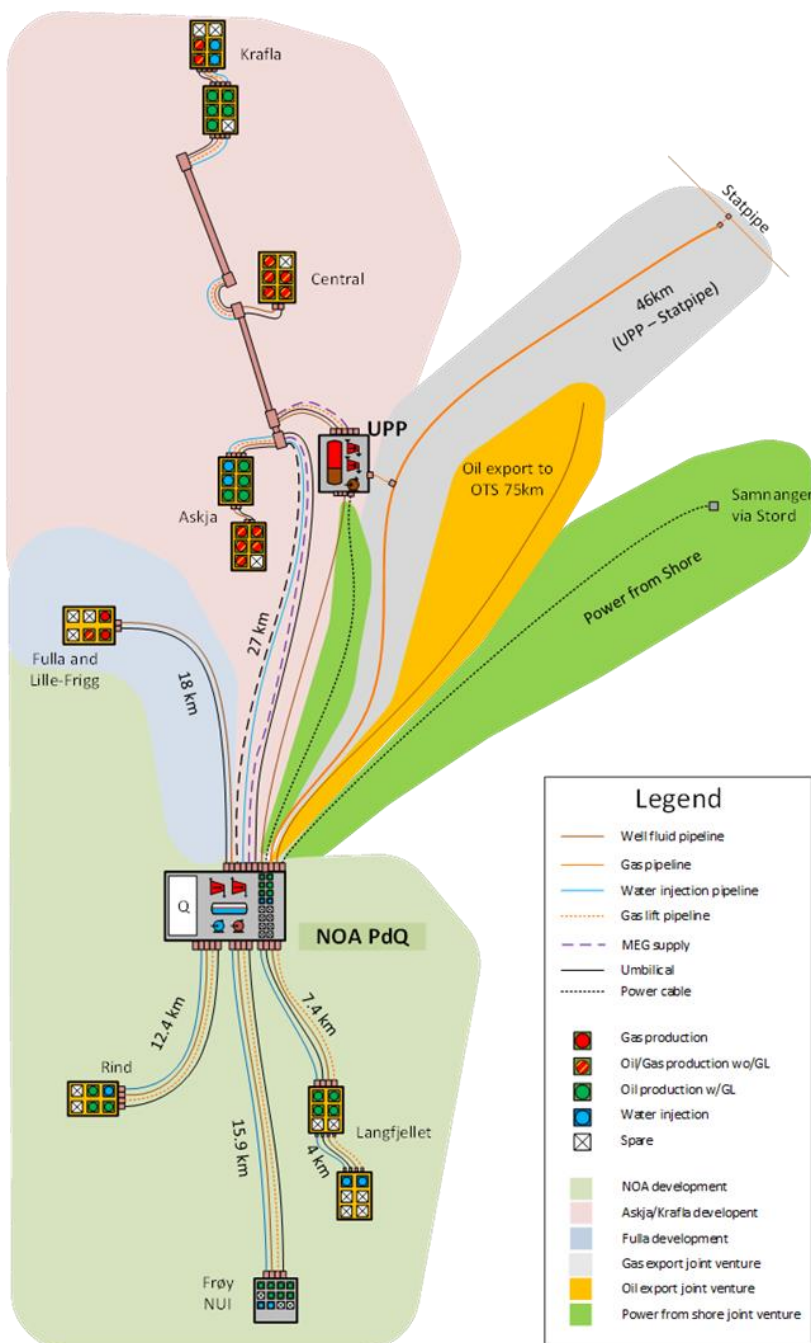 Krafla
Statpipe
Central
46km
(UPP – Statpipe)
UPP
Oil export to
OTS 75km
Samnanger
via Stord
Askja
Power from Shore
27 km
Fulla and
Lille-Frigg
18 km
Legend
Well fluid pipeline
Gas pipeline
Water injection pipeline
Gas lift pipeline
MEG supply
Umbilical
Power cable
Gas production
Oil/Gas production wo/GL
Oil production w/GL
Water injection
Spare
NOA development
Askja/Krafla developent
Fulla development
Gas export joint venture
Oil export joint venture
Power from shore joint venture
Q
NOA PdQ
12.4 km
7.4 km
Rind
15.9 km
Langfjellet
4 km
Frøy
NUI